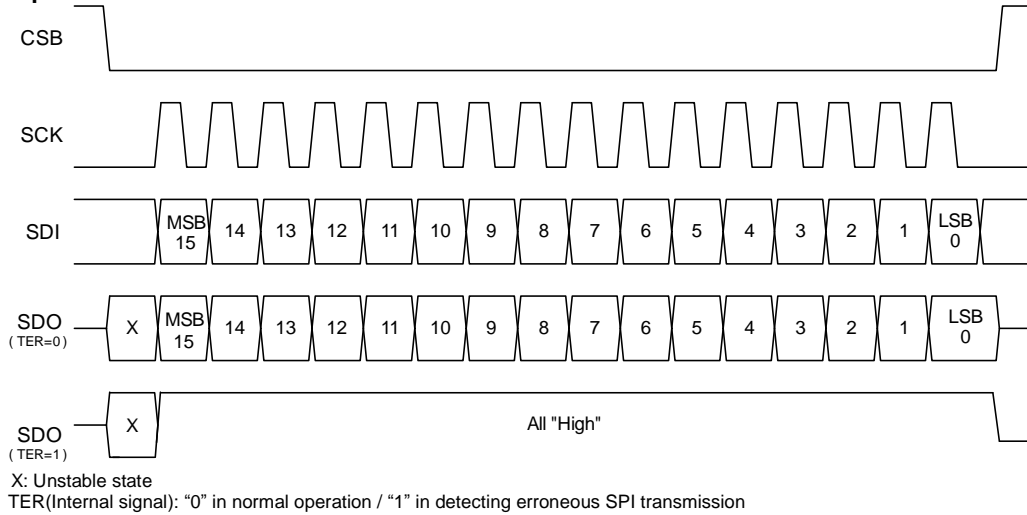 CSB
SCK
SDI MSB 15 14 13 12 11 10 9 8 7 6 5 4 3 2 1 LSB 0
SDO (TER=0) X MSB 15 14 13 12 11 10 9 8 7 6 5 4 3 2 1 LSB 0
SDO (TER=1) X All "High"
X: Unstable state
TER(Internal signal): “0” in normal operation / “1” in detecting erroneous SPI transmission